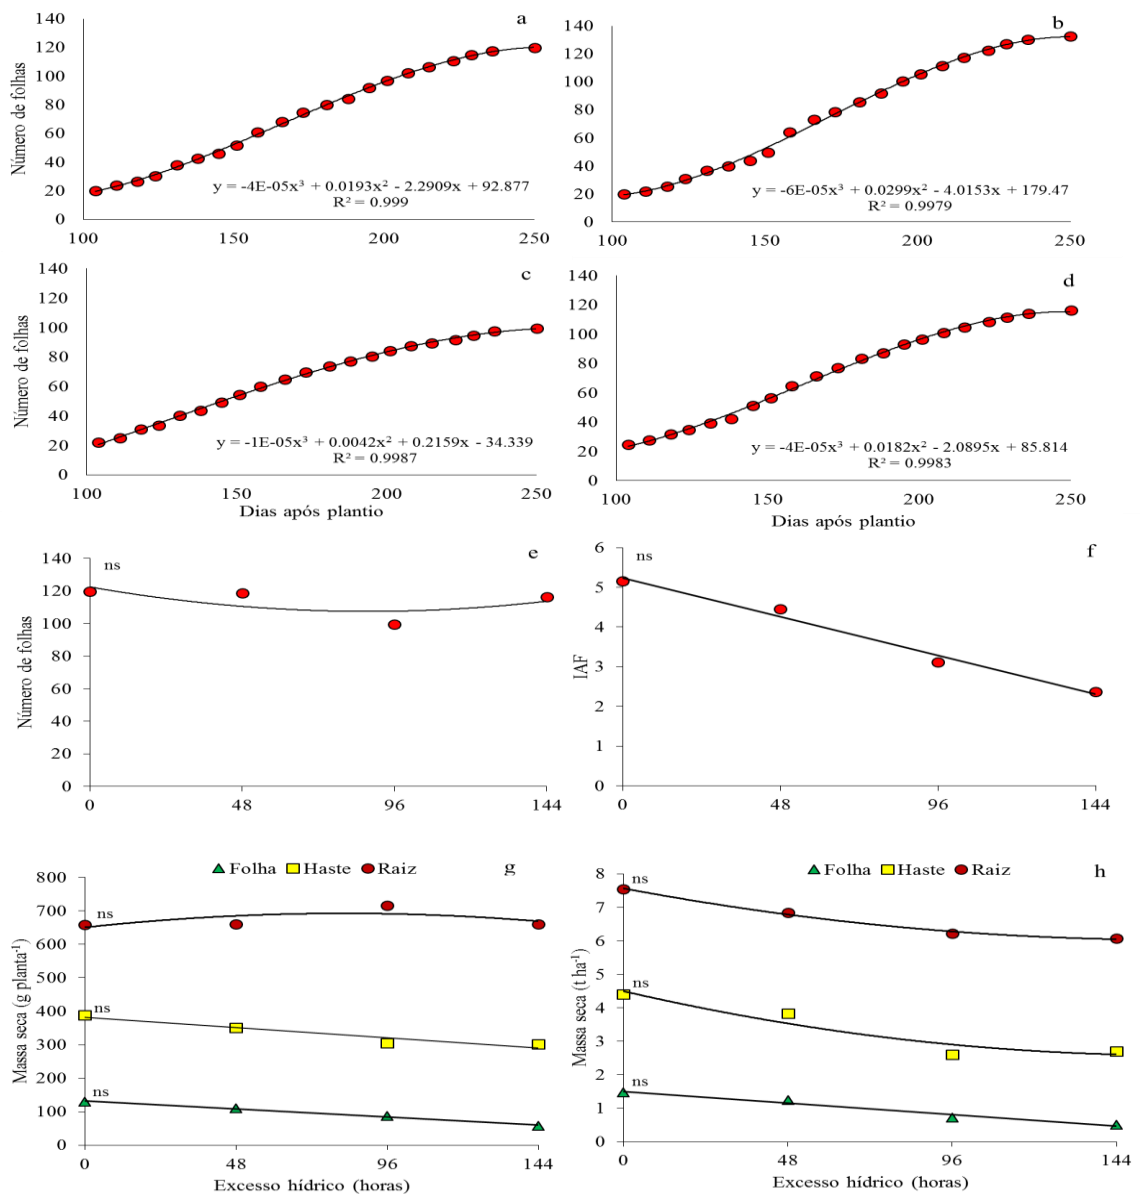 a
Número de folhas
140
120
100
80
60
40
20
0
y = -4E-05x³ + 0.0193x² - 2.2909x + 92.877
R² = 0.999
100 150 200 250
b
140
120
100
80
60
40
20
0
y = -6E-05x³ + 0.0299x² - 4.0153x + 179.47
R² = 0.9979
100 150 200 250
c
Número de folhas
140
120
100
80
60
40
20
0
y = -1E-05x³ + 0.0042x² + 0.2159x - 34.339
R² = 0.9987
100 150 200 250
Dias após plantio
d
140
120
100
80
60
40
20
0
y = -4E-05x³ + 0.0182x² - 2.0895x + 85.814
R² = 0.9983
100 150 200 250
Dias após plantio
e
ns
Número de folhas
140
120
100
80
60
40
20
0
0 48 96 144
f
ns
IAF
6
5
4
3
2
1
0
0 48 96 144
Folha Haste Raiz
g
Massa seca (g planta⁻¹)
800
700
600
500
400
300
200
100
0
ns
ns
ns
0 48 96 144
Excesso hídrico (horas)
Folha Haste Raiz
h
Massa seca (t ha⁻¹)
8
7
6
5
4
3
2
1
0
ns
ns
ns
0 48 96 144
Excesso hídrico (horas)